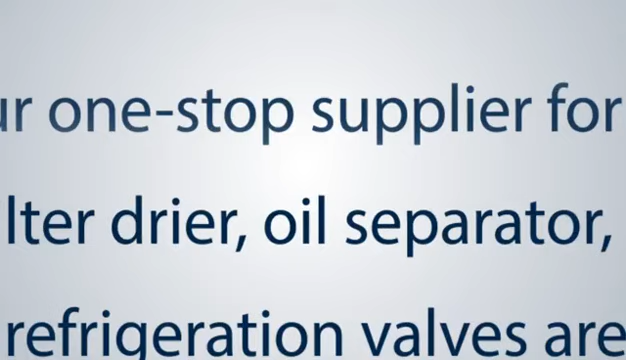 ur one-stop supplier for
lter drier, oil separator,
refrigeration valves are